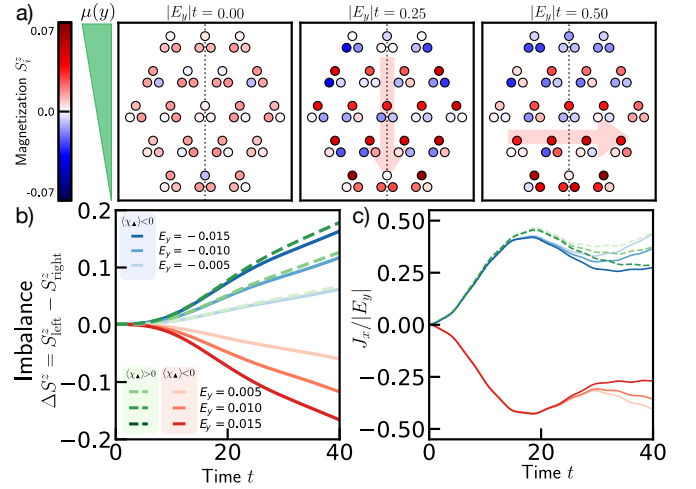 a)
μ(y)
|E_y|t = 0.00
|E_y|t = 0.25
|E_y|t = 0.50
0.07
0.0
-0.07
Magnetization S_i^z
b)
0.2
0.1
0.0
−0.1
−0.2
Imbalance
ΔS^z = S^z_left − S^z_right
⟨χ▲⟩<0
E_y = −0.015
E_y = −0.010
E_y = −0.005
⟨χ▲⟩>0
⟨χ▲⟩<0
E_y = 0.005
E_y = 0.010
E_y = 0.015
0
20
40
Time t
c)
0.50
0.25
0.00
−0.25
−0.50
J_x/|E_y|
0
20
40
Time t